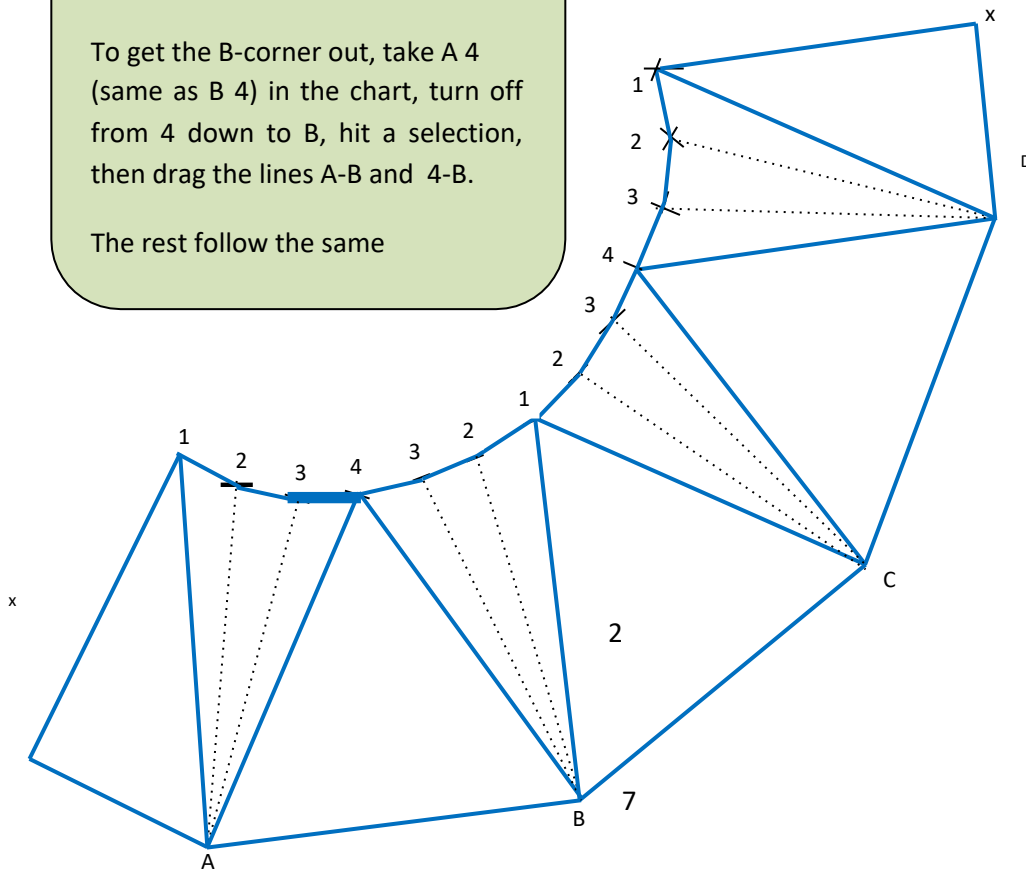 To get the B-corner out, take A 4
(same as B 4) in the chart, turn off
from 4 down to B, hit a selection,
then drag the lines A-B and 4-B.
The rest follow the same
x
1
2
3
4
3
2
1
2
3
4
3
2
1
x
A
B
C
2
7